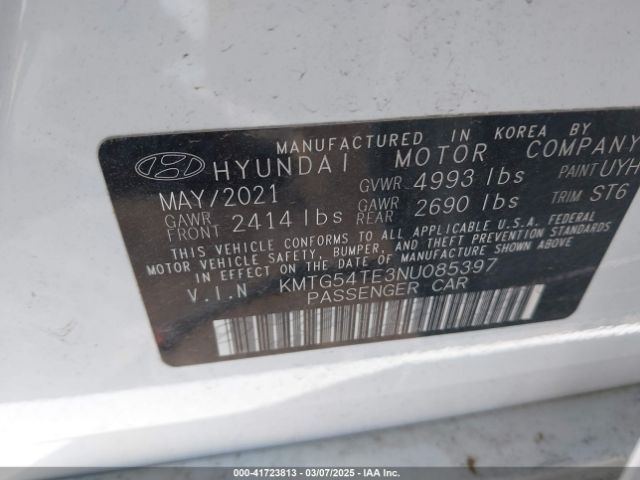 MANUFACTURED IN KOREA BY
HYUNDAI MOTOR COMPANY
MAY/2021 GVWR 4993 lbs PAINT UYH
GAWR FRONT 2414 lbs GAWR REAR 2690 lbs TRIM ST6
THIS VEHICLE CONFORMS TO ALL APPLICABLE U.S.A. FEDERAL
MOTOR VEHICLE SAFETY, BUMPER, AND THEFT PREVENTION STANDARDS
IN EFFECT ON THE DATE OF MANUFACTURE SHOWN ABOVE
V.I.N KMTG54TE3NU085397
PASSENGER CAR
000-41723813 - 03/07/2025 - IAA Inc.